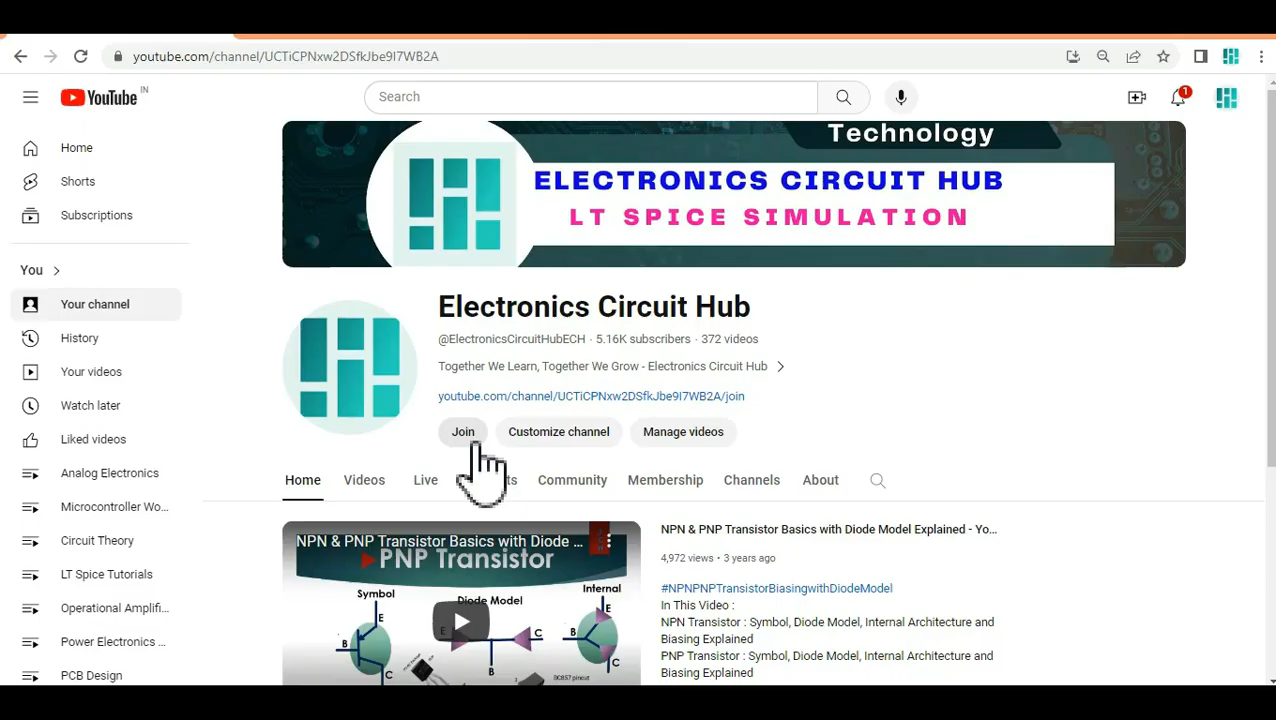 youtube.com/channel/UCTiCPNxw2DSfkJbe9I7WB2A
YouTube IN
Search
1
Home
Shorts
Subscriptions
You
Your channel
History
Your videos
Watch later
Liked videos
Analog Electronics
Microcontroller Wo...
Circuit Theory
LT Spice Tutorials
Operational Amplifi...
Power Electronics ...
PCB Design
Technology
ELECTRONICS CIRCUIT HUB
LT SPICE SIMULATION
Electronics Circuit Hub
@ElectronicsCircuitHubECH · 5.16K subscribers · 372 videos
Together We Learn, Together We Grow - Electronics Circuit Hub
youtube.com/channel/UCTiCPNxw2DSfkJbe9I7WB2A/join
Join Customize channel Manage videos
Home Videos Live ts Community Membership Channels About
NPN & PNP Transistor Basics with Diode ...
PNP Transistor
Symbol Diode Model Internal
E E C E
B B
B
C C
BC857 pinout
NPN & PNP Transistor Basics with Diode Model Explained - Yo...
4,972 views · 3 years ago
#NPNPNPTransistorBiasingwithDiodeModel
In This Video :
NPN Transistor : Symbol, Diode Model, Internal Architecture and
Biasing Explained
PNP Transistor : Symbol, Diode Model, Internal Architecture and
Biasing Explained